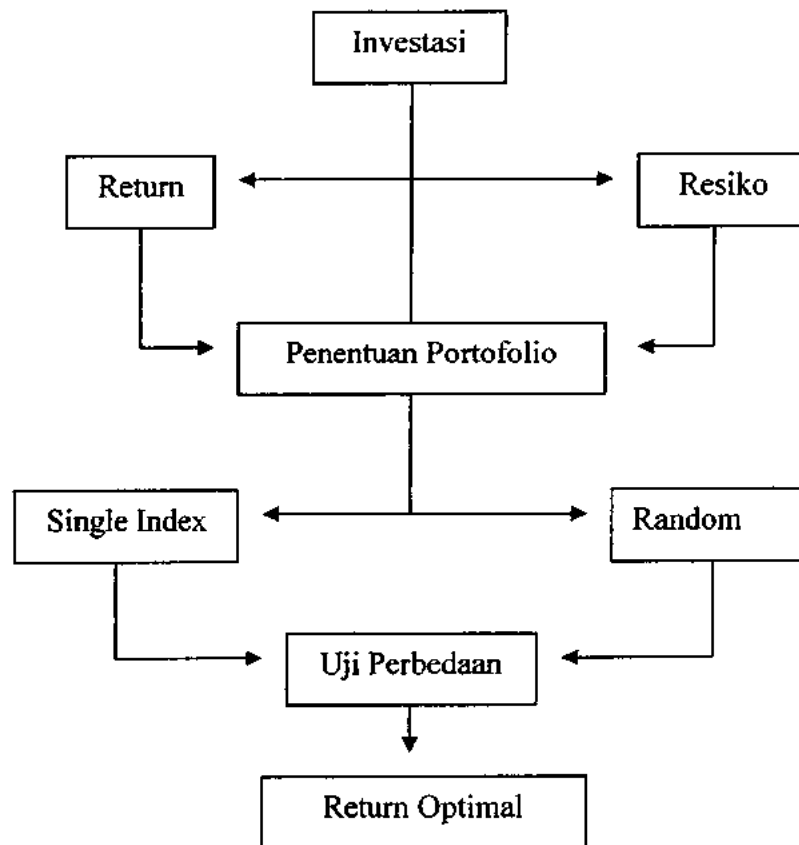 Investasi
Return
Resiko
Penentuan Portofolio
Single Index
Random
Uji Perbedaan
Return Optimal